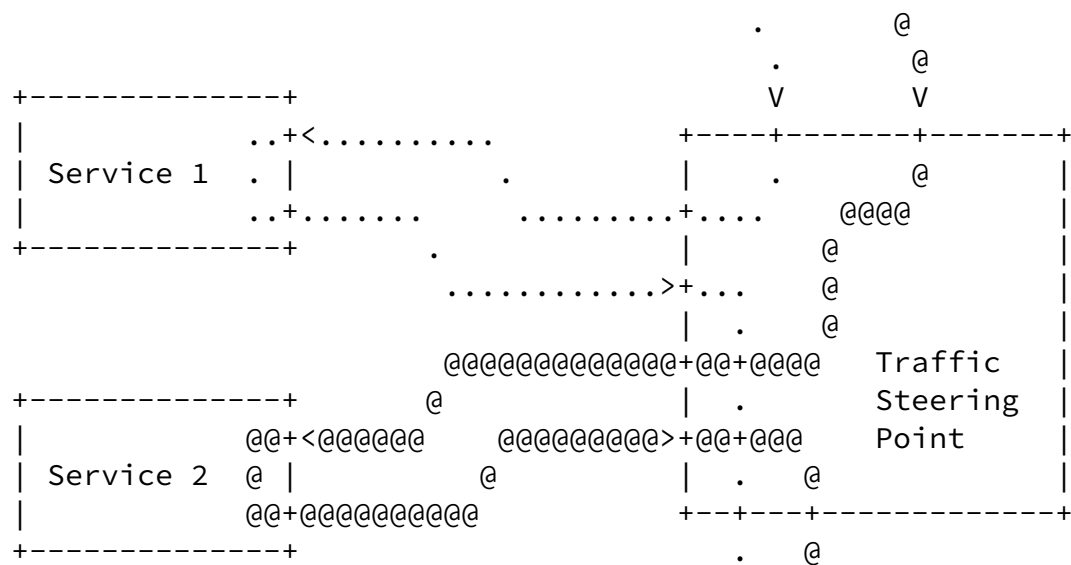 .       @
                                          .       @
+--------------+                          V       V
|            ..+<..........          +----+-------+-------+
| Service 1  . |           .         |    .       @       |
|            ..+.......     .........+....    @@@@        |
+--------------+       .             |       @            |
                        ............>+...    @            |
                                     |  .    @            |
                        @@@@@@@@@@@@@+@@+@@@@   Traffic   |
+--------------+       @             |  .       Steering  |
|            @@+<@@@@@@    @@@@@@@@@>+@@+@@@    Point     |
| Service 2  @ |          @          |  .   @             |
|            @@+@@@@@@@@@@           +--+---+-------------+
+--------------+                        .   @